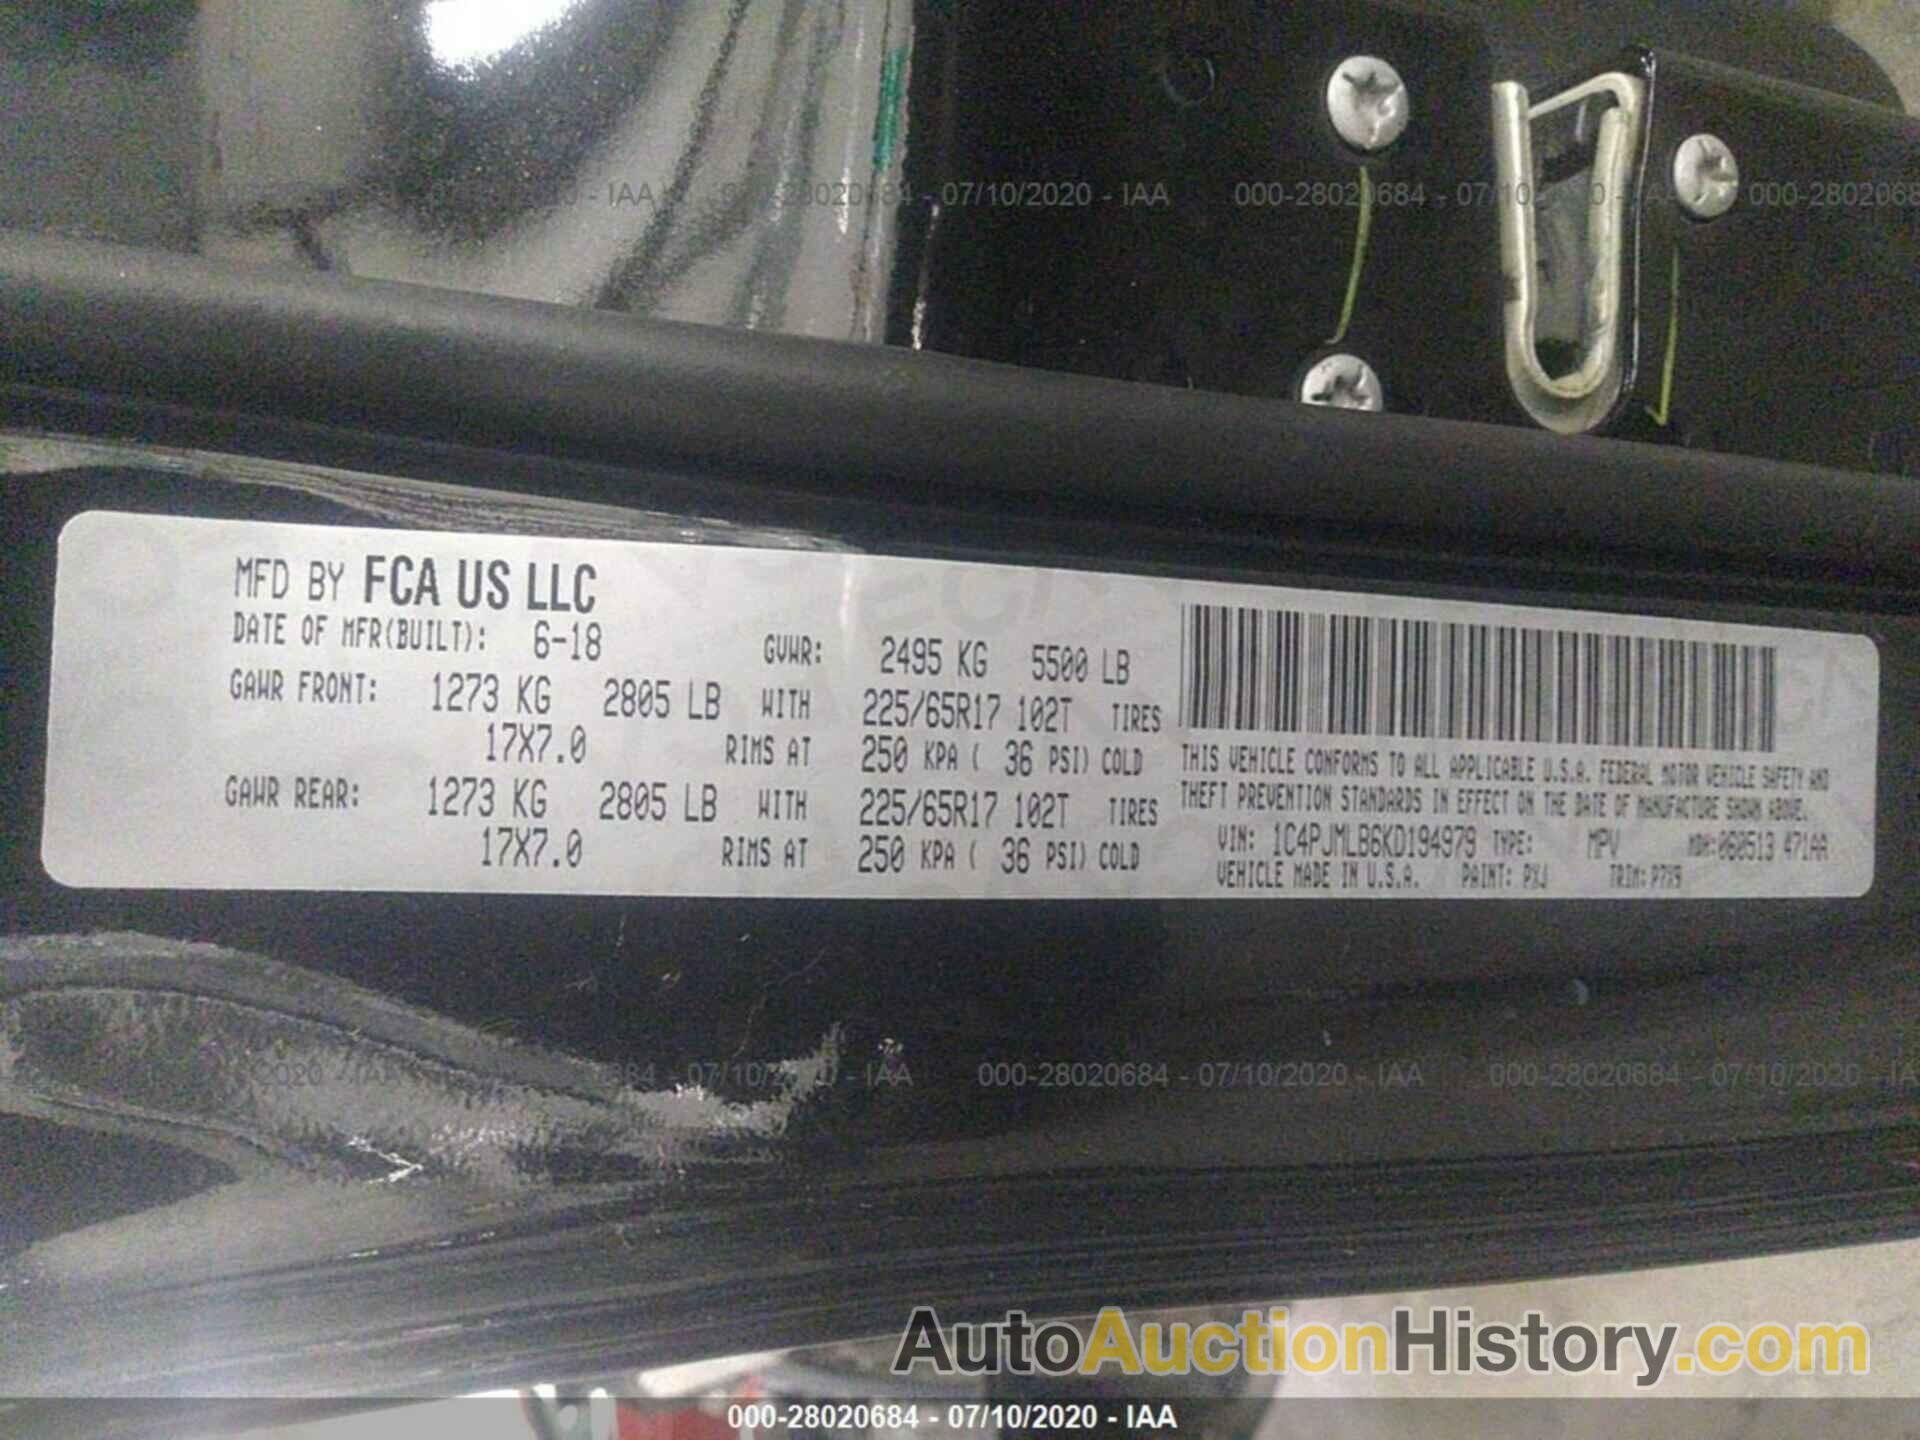 000-28020684 - 07/10/2020 - IAA
MFD BY FCA US LLC
DATE OF MFR(BUILT): 6-18 GVWR: 2495 KG 5500 LB
GAWR FRONT: 1273 KG 2805 LB WITH 225/65R17 102T TIRES
17X7.0 RIMS AT 250 KPA ( 36 PSI) COLD
GAWR REAR: 1273 KG 2805 LB WITH 225/65R17 102T TIRES
17X7.0 RIMS AT 250 KPA ( 36 PSI) COLD
THIS VEHICLE CONFORMS TO ALL APPLICABLE U.S.A. FEDERAL MOTOR VEHICLE SAFETY AND
THEFT PREVENTION STANDARDS IN EFFECT ON THE DATE OF MANUFACTURE SHOWN ABOVE.
VIN: 1C4PJMLB6KD194979 TYPE: MPV MDH:060513 471AA
VEHICLE MADE IN U.S.A. PAINT: PXJ TRIM: P7X9
000-28020684 - 07/10/2020 - IAA
AutoAuctionHistory.com
000-28020684 - 07/10/2020 - IAA